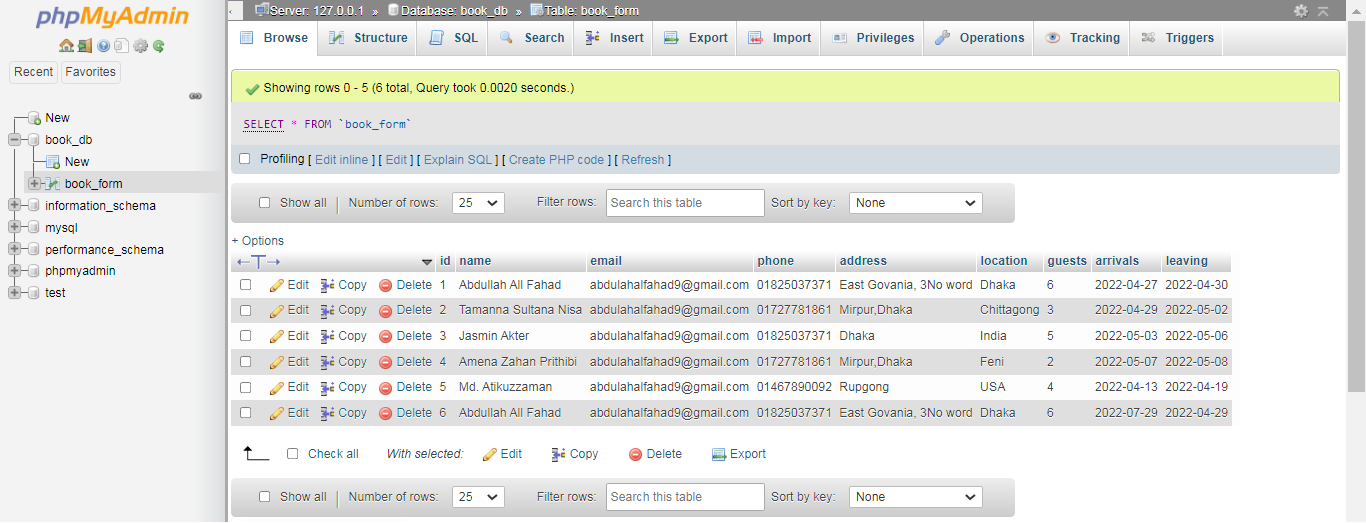 phpMyAdmin
Server: 127.0.0.1 » Database: book_db » Table: book_form
Browse Structure SQL Search Insert Export Import Privileges Operations Tracking Triggers
Recent Favorites
New
book_db
New
book_form
information_schema
mysql
performance_schema
phpmyadmin
test
Showing rows 0 - 5 (6 total, Query took 0.0020 seconds.)
SELECT * FROM `book_form`
Profiling [ Edit inline ] [ Edit ] [ Explain SQL ] [ Create PHP code ] [ Refresh ]
Show all Number of rows: 25 Filter rows: Search this table Sort by key: None
+ Options
←T→ id name email phone address location guests arrivals leaving
Edit Copy Delete 1 Abdullah All Fahad abdulahalfahad9@gmail.com 01825037371 East Govania, 3No word Dhaka 6 2022-04-27 2022-04-30
Edit Copy Delete 2 Tamanna Sultana Nisa abdulahalfahad9@gmail.com 01727781861 Mirpur,Dhaka Chittagong 3 2022-04-29 2022-05-02
Edit Copy Delete 3 Jasmin Akter abdulahalfahad9@gmail.com 01825037371 Dhaka India 5 2022-05-03 2022-05-06
Edit Copy Delete 4 Amena Zahan Prithibi abdulahalfahad9@gmail.com 01727781861 Mirpur,Dhaka Feni 2 2022-05-07 2022-05-08
Edit Copy Delete 5 Md. Atikuzzaman abdulahalfahad9@gmail.com 01467890092 Rupgong USA 4 2022-04-13 2022-04-19
Edit Copy Delete 6 Abdullah All Fahad abdulahalfahad9@gmail.com 01825037371 East Govania, 3No word Dhaka 6 2022-07-29 2022-04-29
Check all With selected: Edit Copy Delete Export
Show all Number of rows: 25 Filter rows: Search this table Sort by key: None